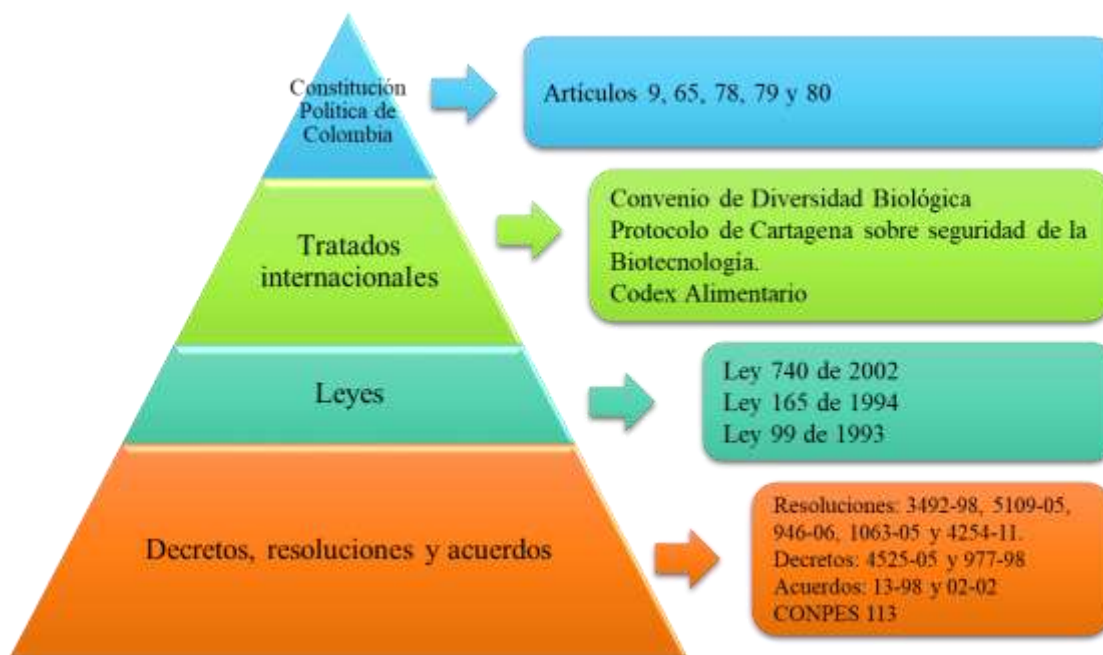 Constitución
Política de
Colombia
Artículos 9, 65, 78, 79 y 80
Tratados
internacionales
Convenio de Diversidad Biológica
Protocolo de Cartagena sobre seguridad de la
Biotecnología.
Codex Alimentario
Leyes
Ley 740 de 2002
Ley 165 de 1994
Ley 99 de 1993
Decretos, resoluciones y acuerdos
Resoluciones: 3492-98, 5109-05,
946-06, 1063-05 y 4254-11.
Decretos: 4525-05 y 977-98
Acuerdos: 13-98 y 02-02
CONPES 113